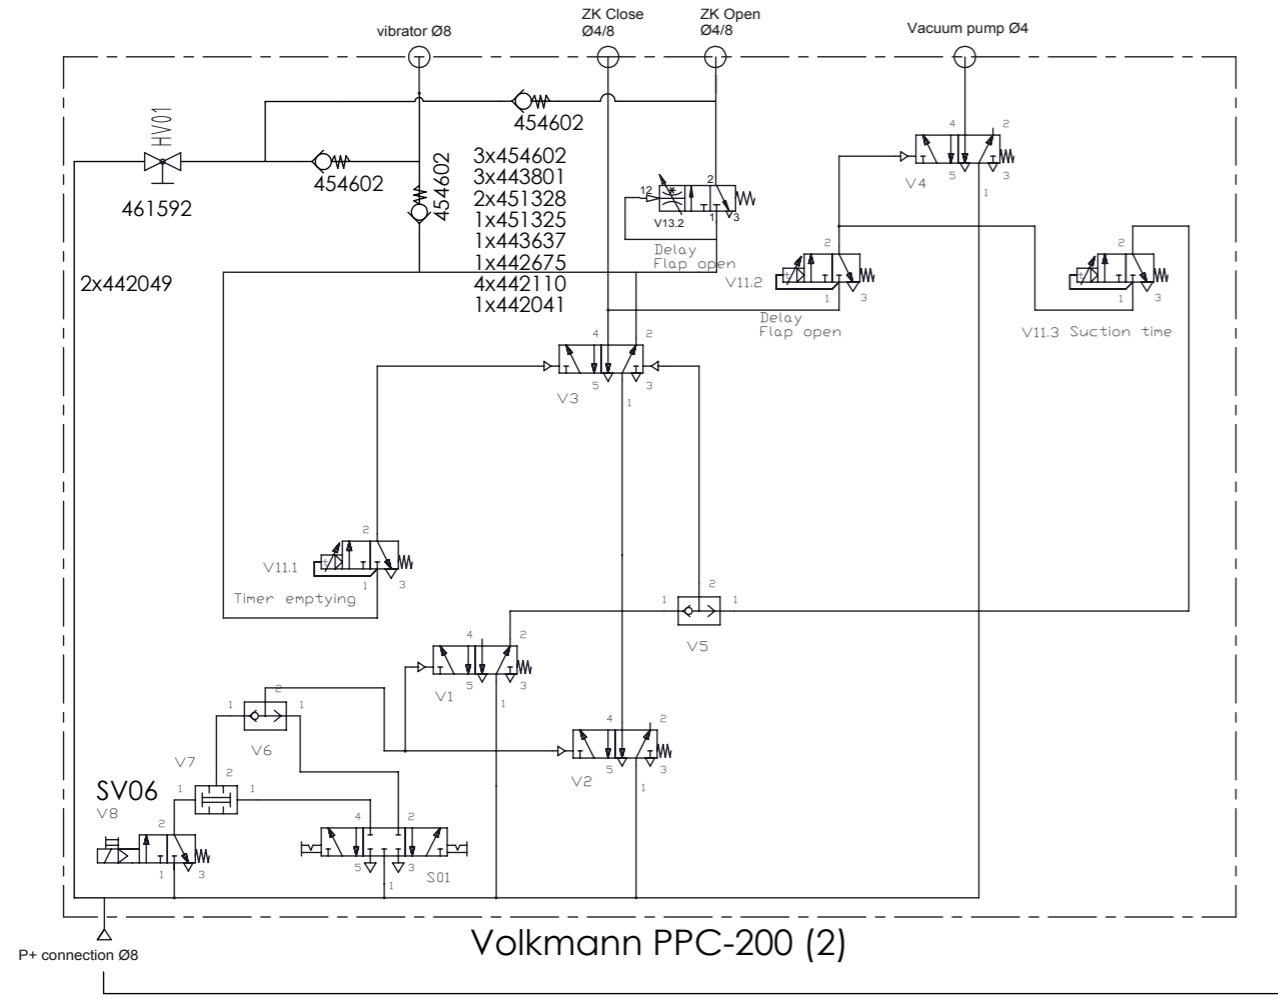 ZK Close
Ø4/8
ZK Open
Ø4/8
vibrator Ø8
Vacuum pump Ø4
HV01
461592
454602
454602
454602
3x454602
3x443801
2x451328
1x451325
1x443637
1x442675
4x442110
1x442041
2x442049
12
2
1
3
V13.2
Delay
Flap open
4
2
5
3
1
V4
2
V11.2
t
1
3
Delay
Flap open
2
t
1
3
V11.3 Suction time
4
2
5
3
1
V3
2
V11.1
t
1
3
Timer emptying
2
1
1
V5
4
2
5
3
1
V1
2
1
1
V6
4
2
5
3
1
V2
V7
2
1
1
SV06
V8
2
1
3
4
2
5
3
1
S01
P+ connection Ø8
Volkmann PPC-200 (2)